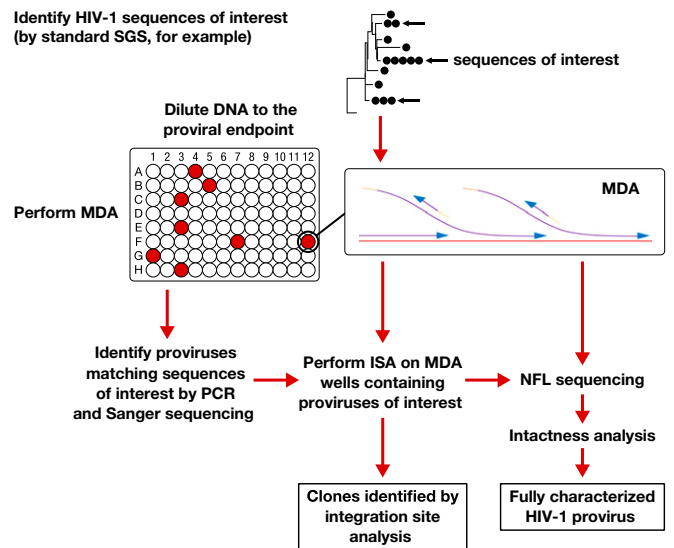 Identify HIV-1 sequences of interest
(by standard SGS, for example)
sequences of interest
Dilute DNA to the
proviral endpoint
1 2 3 4 5 6 7 8 9 10 11 12
A
B
C
D
E
F
G
H
Perform MDA
MDA
Identify proviruses
matching sequences
of interest by PCR
and Sanger sequencing
Perform ISA on MDA
wells containing
proviruses of interest
NFL sequencing
Intactness analysis
Clones identified by
integration site
analysis
Fully characterized
HIV-1 provirus